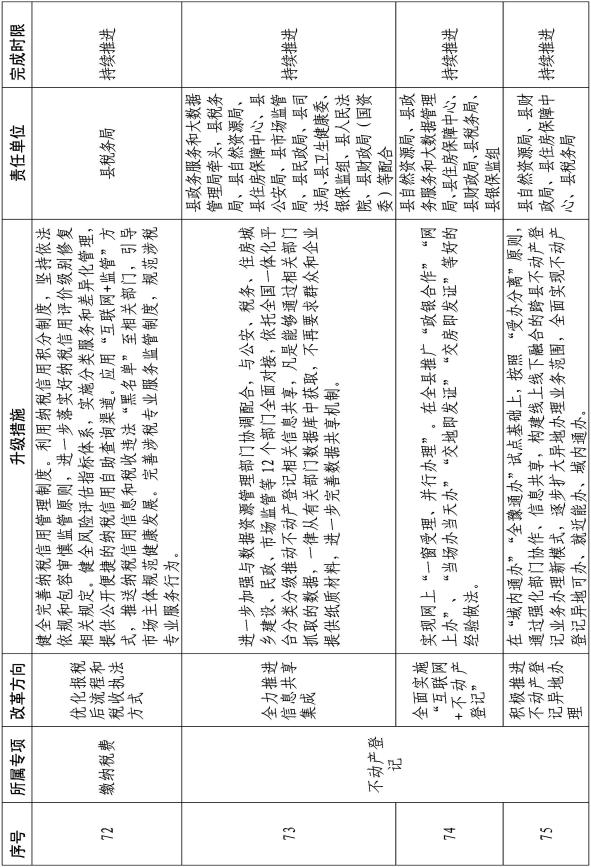 序号
所属专项
改革方向
升级措施
责任单位
完成时限
72
缴纳税费
优化报税
后流程和
税收执法
方式
健全完善纳税信用管理制度。利用纳税信用积分制度，坚持依法
依规和包容审慎监管原则，进一步落实好纳税信用评价级别修复
相关规定。健全风险评估指标体系，实施分类服务和差异化管理，
提供公开便捷的纳税信用自助查询渠道。应用“互联网+监管”方
式，推送纳税信用信息和税收违法“黑名单”至相关部门，引导
市场主体规范健康发展。完善涉税专业服务监管制度，规范涉税
专业服务行为。
县税务局
持续推进
73
不动产登
记
全力推进
信息共享
集成
进一步加强与数据资源管理部门协调配合，与公安、税务、住房城
乡建设、民政、市场监管等12个部门全面对接，依托全国一体化平
台分类分级推动不动产登记相关信息共享，凡是能够通过相关部门
抓取的数据，一律从有关部门数据库中获取，不再要求群众和企业
提供纸质材料，进一步完善数据共享机制。
县政务服务和大数据
管理局牵头，县税务
局、县自然资源局、
县住房保障中心、县
公安局、县市场监管
局、县民政局、县司
法局、县卫生健康委、
银保监组、县人民法
院、县财政局（国资
委）等配合
持续推进
74
全面实施
“互联网
+不动产
登记”
实现网上“一窗受理、并行办理”。在全县推广“政银合作”“网
上办”、“当场办当天办”“交地即发证”“交房即发证”等好的
经验做法。
县自然资源局、县政
务服务和大数据管理
局、县住房保障中心、
县财政局、县税务局、
县银保监组
持续推进
75
积极推进
不动产登
记异地办
理
在“域内通办”“全豫通办”试点基础上，按照“受办分离”原则，
通过强化部门协作、信息共享，构建线上线下融合的跨县不动产登
记业务办理新模式，逐步扩大异地办理业务范围，全面实现不动产
登记异地可办、就近能办、域内通办。
县自然资源局、县财
政局、县住房保障中
心、县税务局
持续推进